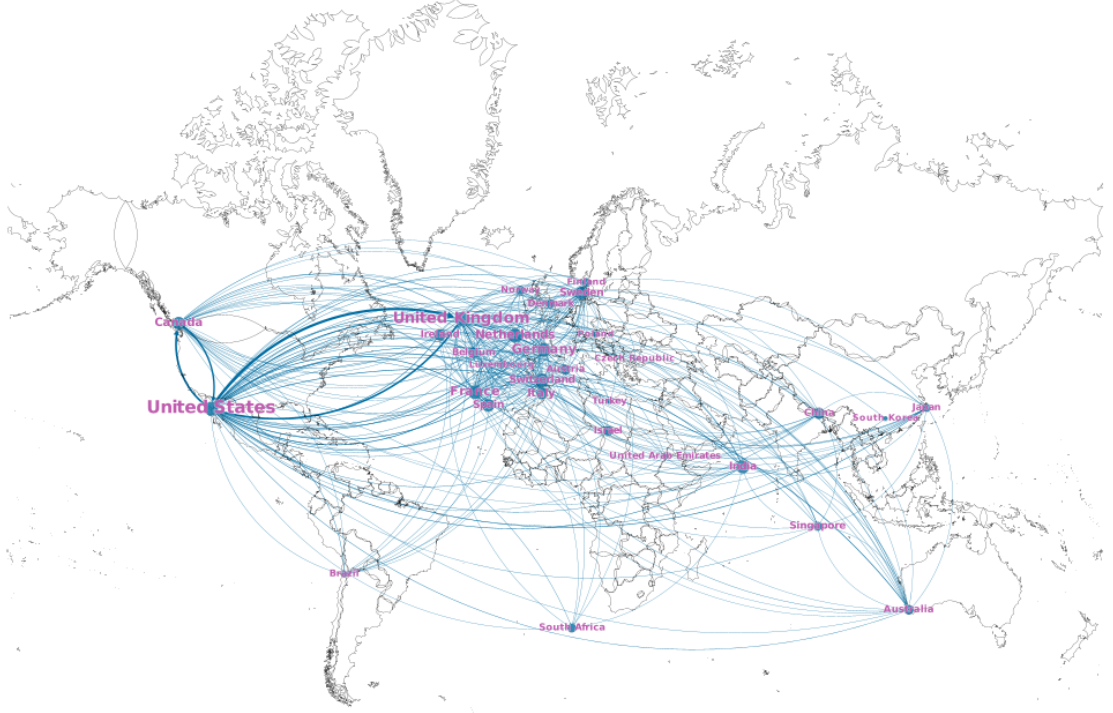 Finland
Norway
Sweden
Denmark
United Kingdom
Canada
Ireland
Netherlands
Germany
Belgium
Czech Republic
Luxembourg
Austria
Switzerland
France
Italy
Turkey
Spain
United States
Japan
China
South Korea
Israel
United Arab Emirates
India
Singapore
Brazil
Australia
South Africa